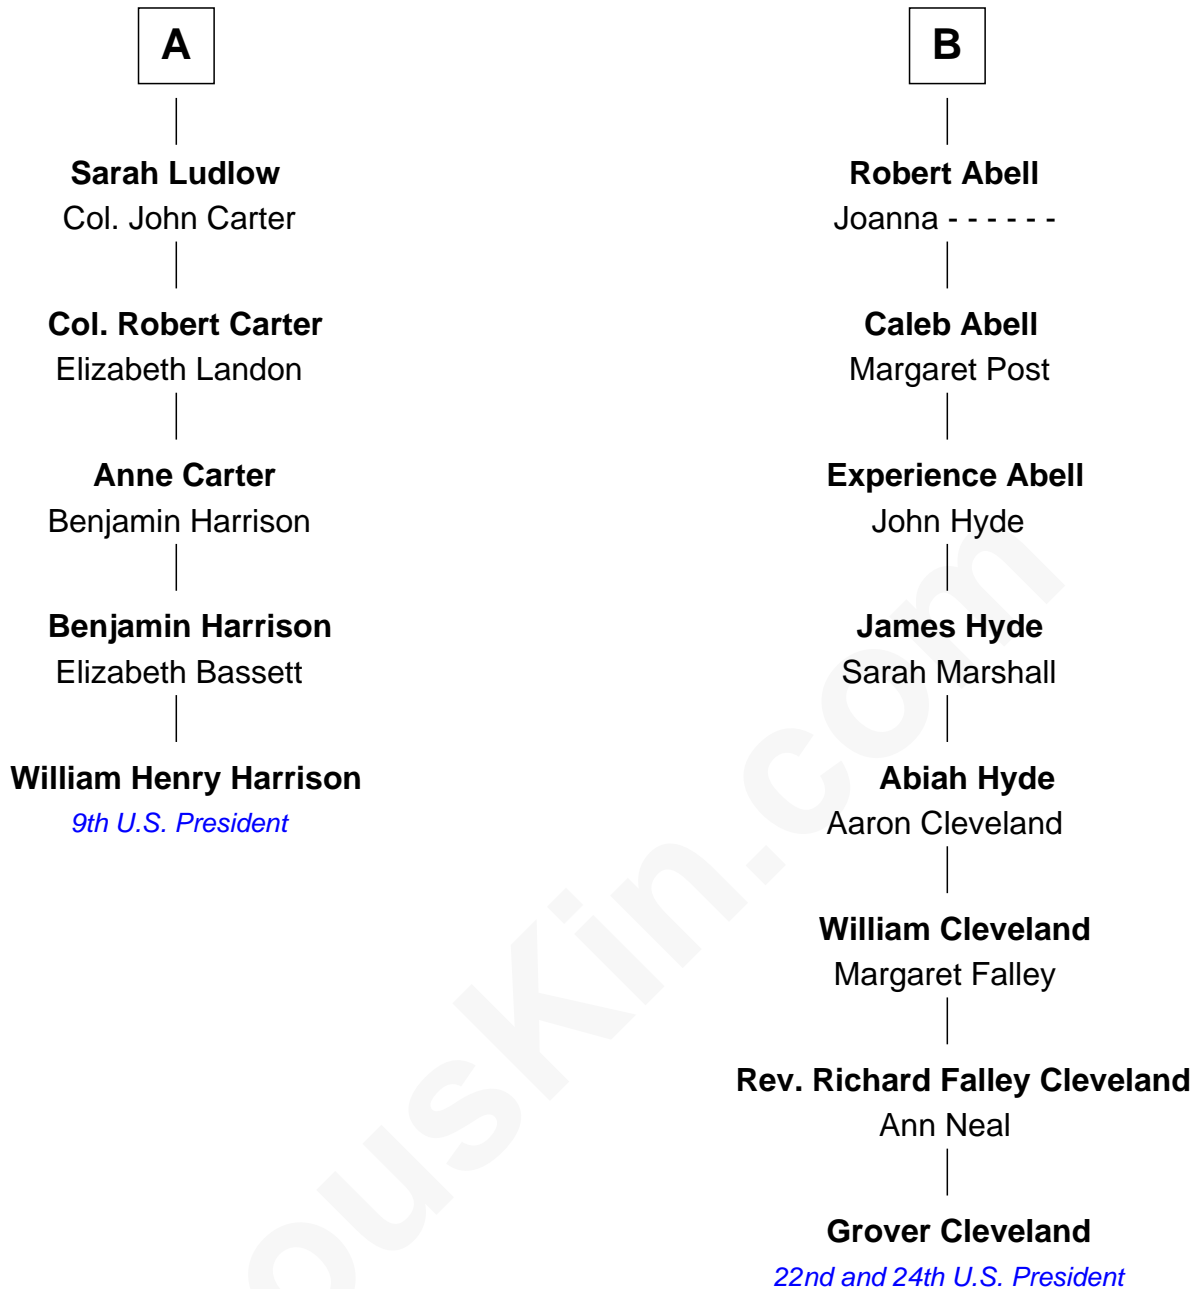 A
Sarah Ludlow
Col. John Carter
Col. Robert Carter
Elizabeth Landon
Anne Carter
Benjamin Harrison
Benjamin Harrison
Elizabeth Bassett
William Henry Harrison
9th U.S. President
B
Robert Abell
Joanna - - - - - -
Caleb Abell
Margaret Post
Experience Abell
John Hyde
James Hyde
Sarah Marshall
Abiah Hyde
Aaron Cleveland
William Cleveland
Margaret Falley
Rev. Richard Falley Cleveland
Ann Neal
Grover Cleveland
22nd and 24th U.S. President
ousKin.com